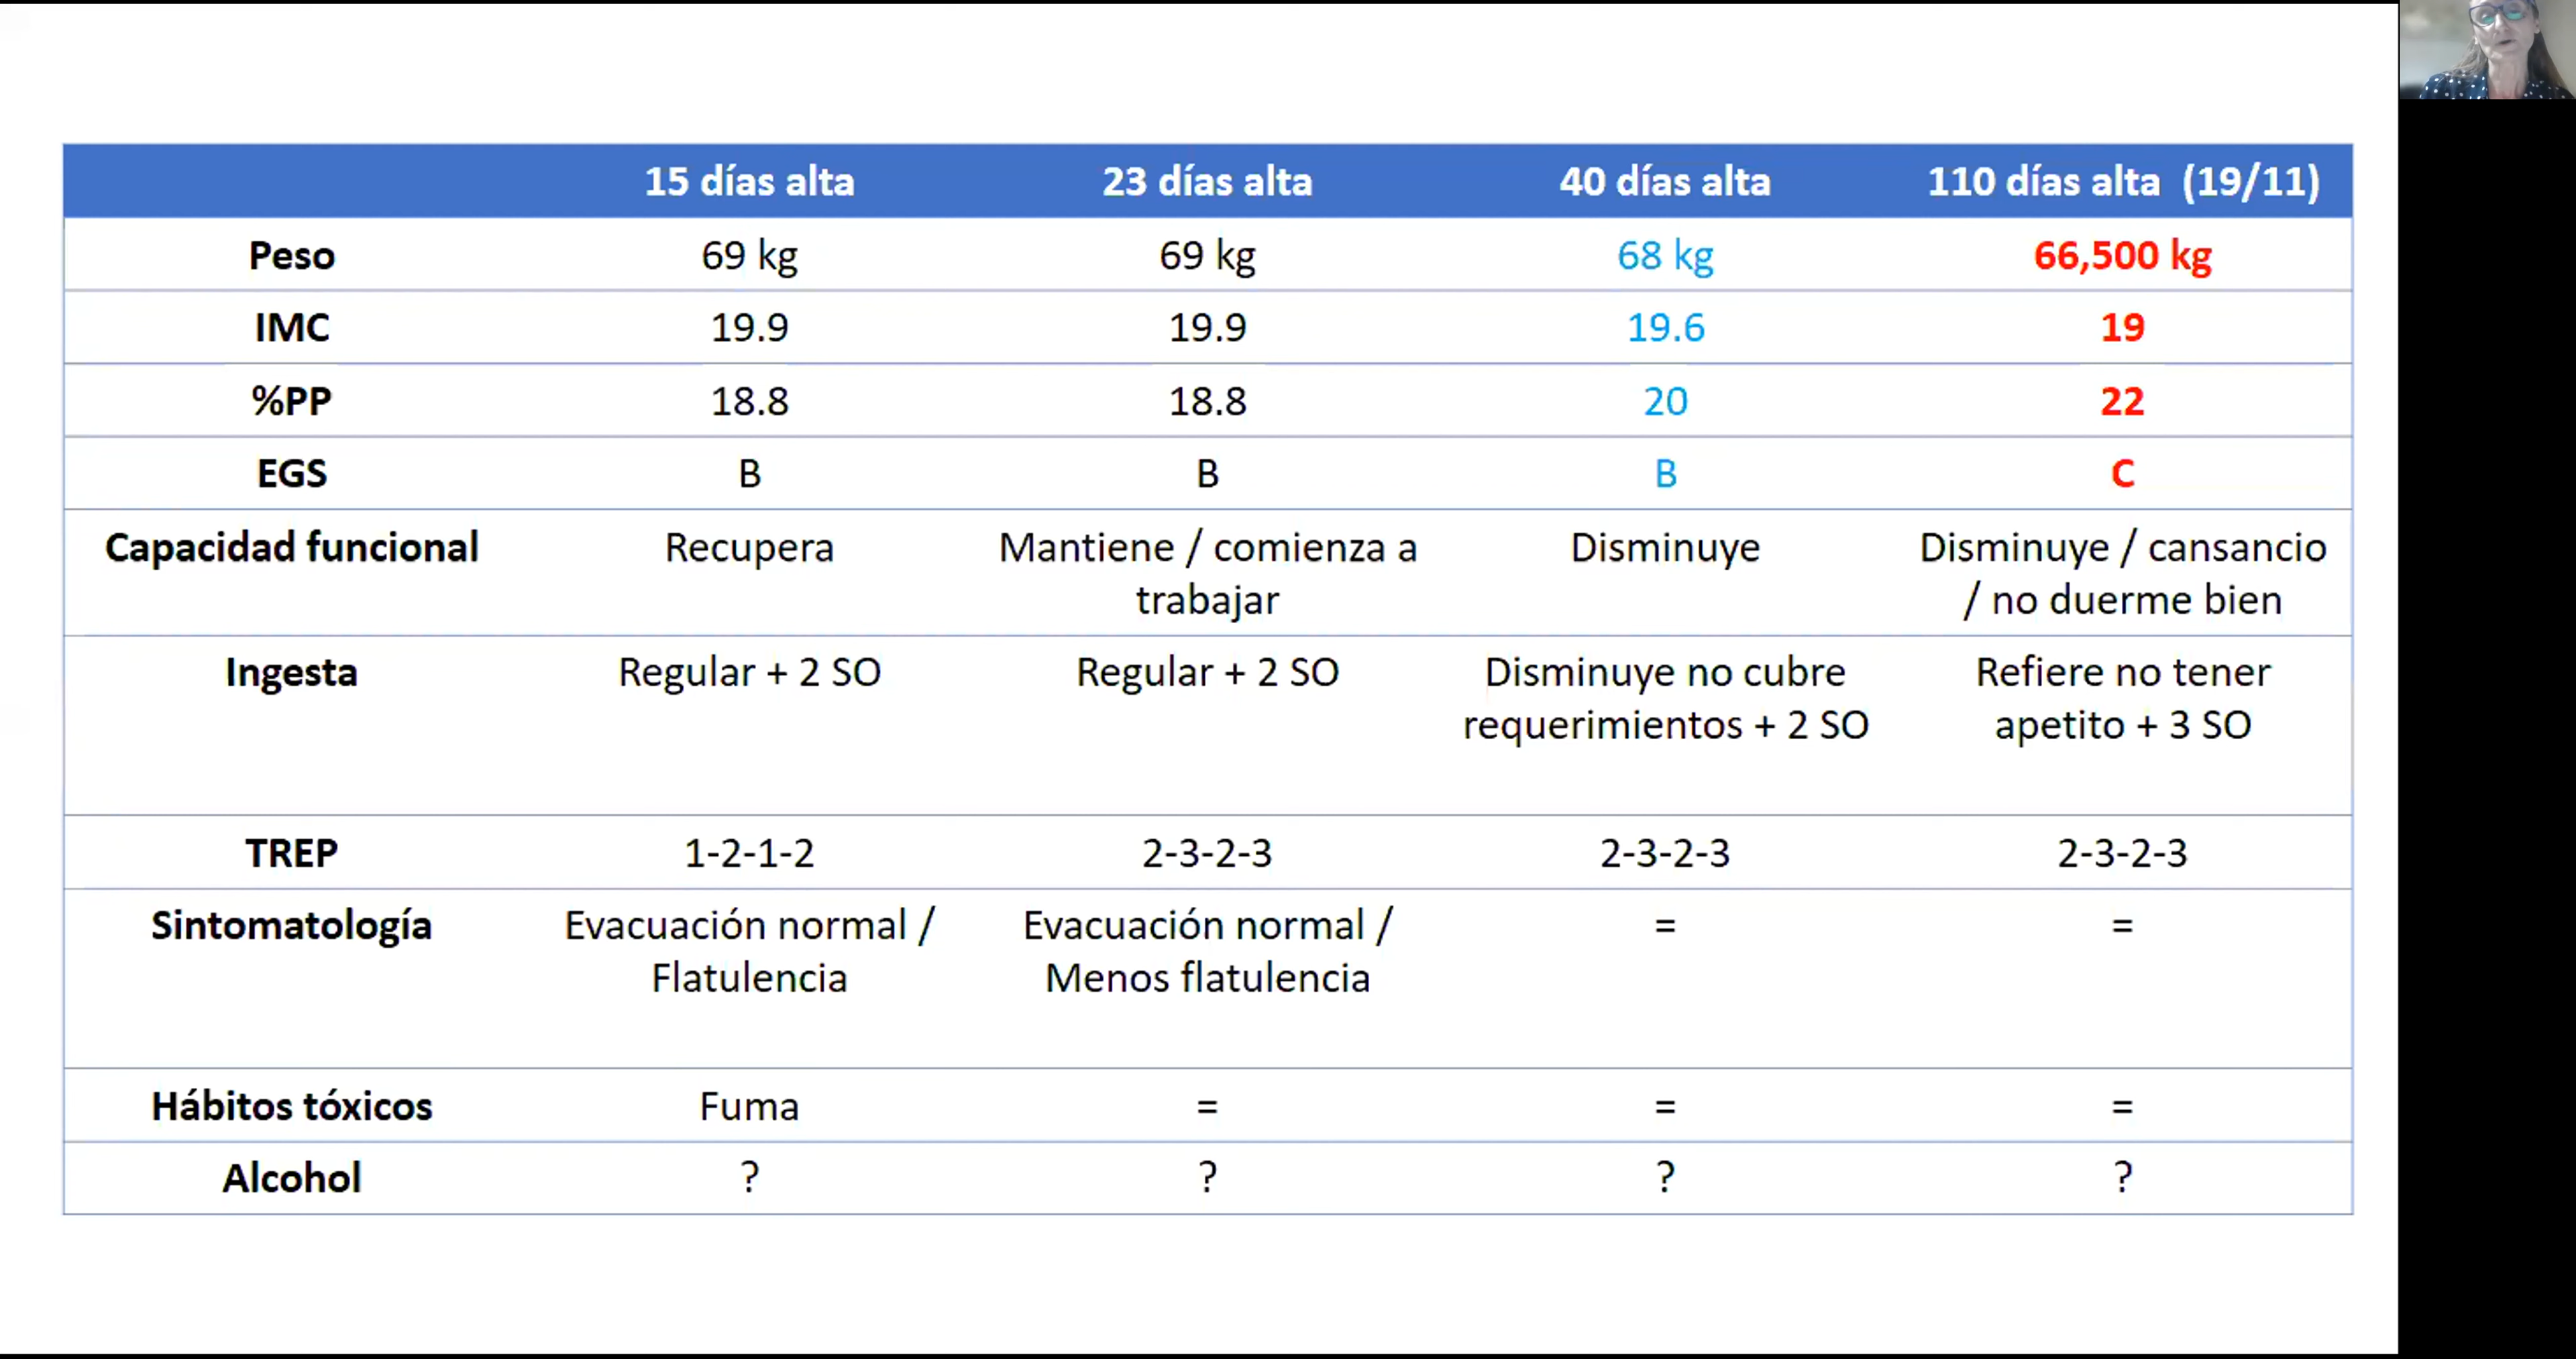 15 días alta 23 días alta 40 días alta 110 días alta (19/11)
Peso 69 kg 69 kg 68 kg 66,500 kg
IMC 19.9 19.9 19.6 19
%PP 18.8 18.8 20 22
EGS B B B C
Capacidad funcional Recupera Mantiene / comienza a Disminuye Disminuye / cansancio
trabajar / no duerme bien
Ingesta Regular + 2 SO Regular + 2 SO Disminuye no cubre Refiere no tener
requerimientos + 2 SO apetito + 3 SO
TREP 1-2-1-2 2-3-2-3 2-3-2-3 2-3-2-3
Sintomatología Evacuación normal / Evacuación normal / = =
Flatulencia Menos flatulencia
Hábitos tóxicos Fuma = = =
Alcohol ? ? ? ?